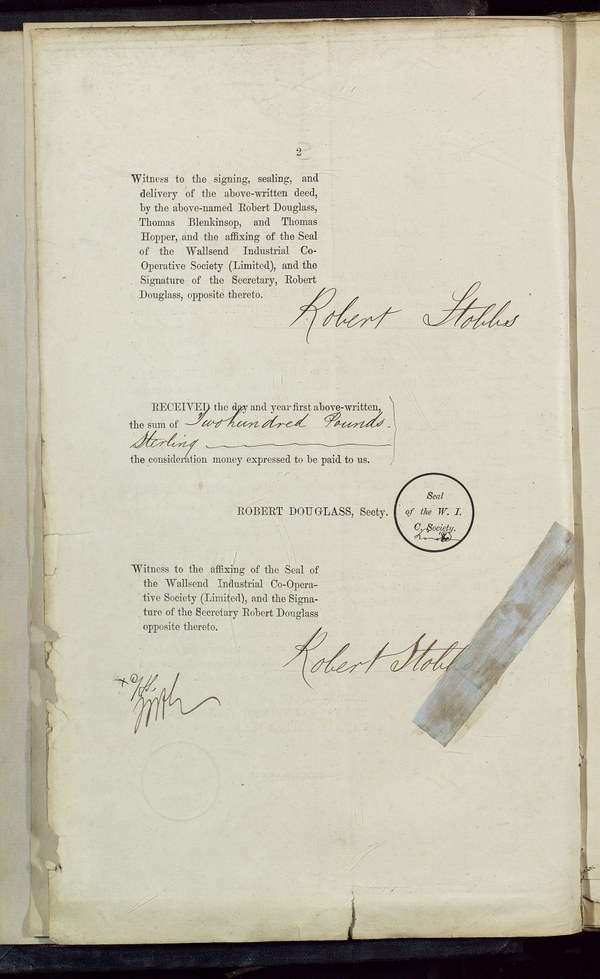 2
Witness to the signing, sealing, and
delivery of the above-written deed,
by the above-named Robert Douglass,
Thomas Blenkinsop, and Thomas
Hopper, and the affixing of the Seal
of the Wallsend Industrial Co-
Operative Society (Limited), and the
Signature of the Secretary, Robert
Douglass, opposite thereto.
Robert Stobbs
RECEIVED the day and year first above-written,
the sum of Two hundred Pounds
Sterling
the consideration money expressed to be paid to us.
ROBERT DOUGLASS, Secty.
Seal
of the W. I.
C. Society.
Witness to the affixing of the Seal of
the Wallsend Industrial Co-Opera-
tive Society (Limited), and the Signa-
ture of the Secretary Robert Douglass
opposite thereto.
Robert Stobb